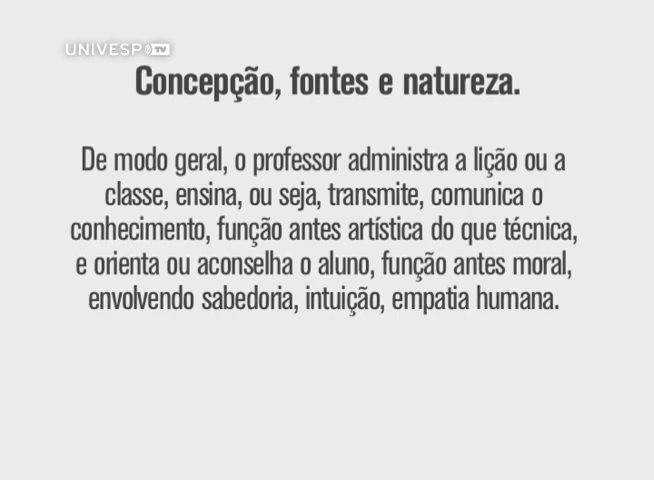 UNIVESP TV
Concepção, fontes e natureza.
De modo geral, o professor administra a lição ou a
classe, ensina, ou seja, transmite, comunica o
conhecimento, função antes artística do que técnica,
e orienta ou aconselha o aluno, função antes moral,
envolvendo sabedoria, intuição, empatia humana.